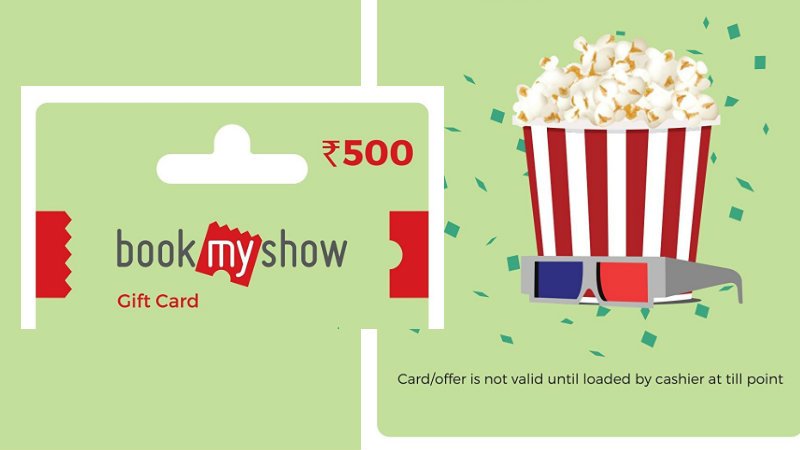 ₹500
bookmyshow
Gift Card
Card/offer is not valid until loaded by cashier at till point